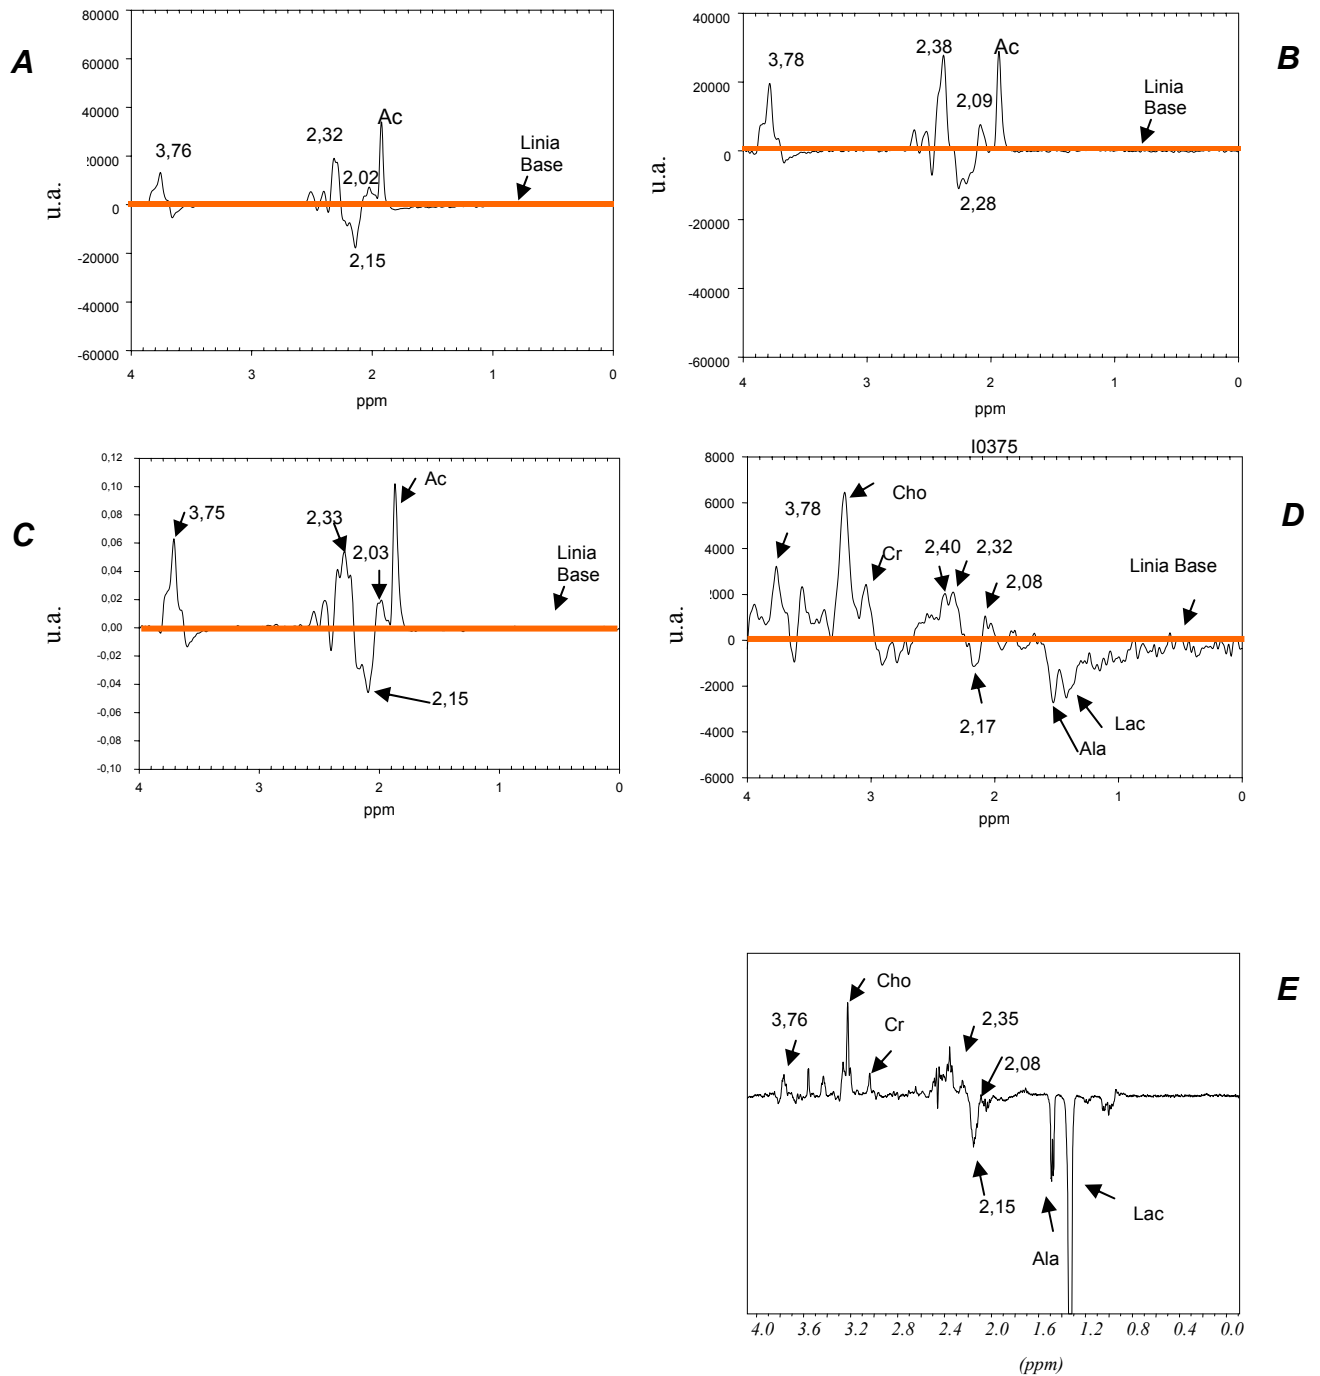 A
80000
60000
40000
20000
0
-20000
-40000
-60000
u.a.
3,76
2,32
2,02
Ac
2,15
Linia
Base
4
3
2
1
0
ppm
B
40000
20000
0
-20000
-40000
-60000
u.a.
3,78
2,38
2,09
Ac
2,28
Linia
Base
4
3
2
1
0
ppm
C
0,12
0,10
0,08
0,06
0,04
0,02
0,00
-0,02
-0,04
-0,06
-0,08
-0,10
u.a.
3,75
2,33
2,03
Ac
2,15
Linia
Base
4
3
2
1
0
ppm
I0375
D
8000
6000
4000
2000
0
-2000
-4000
-6000
u.a.
3,78
Cho
Cr
2,40
2,32
2,08
2,17
Linia Base
Lac
Ala
4
3
2
1
0
ppm
E
3,76
Cho
Cr
2,35
2,08
2,15
Ala
Lac
4.0 3.6 3.2 2.8 2.4 2.0 1.6 1.2 0.8 0.4 0.0
(ppm)